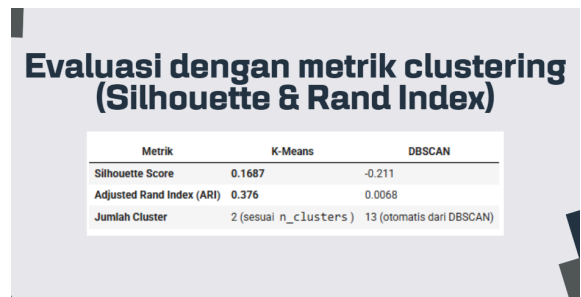 Evaluasi dengan metrik clustering
(Silhouette & Rand Index)
Metrik K-Means DBSCAN
Silhouette Score 0.1687 -0.211
Adjusted Rand Index (ARI) 0.376 0.0068
Jumlah Cluster 2 (sesuai n_clusters) 13 (otomatis dari DBSCAN)